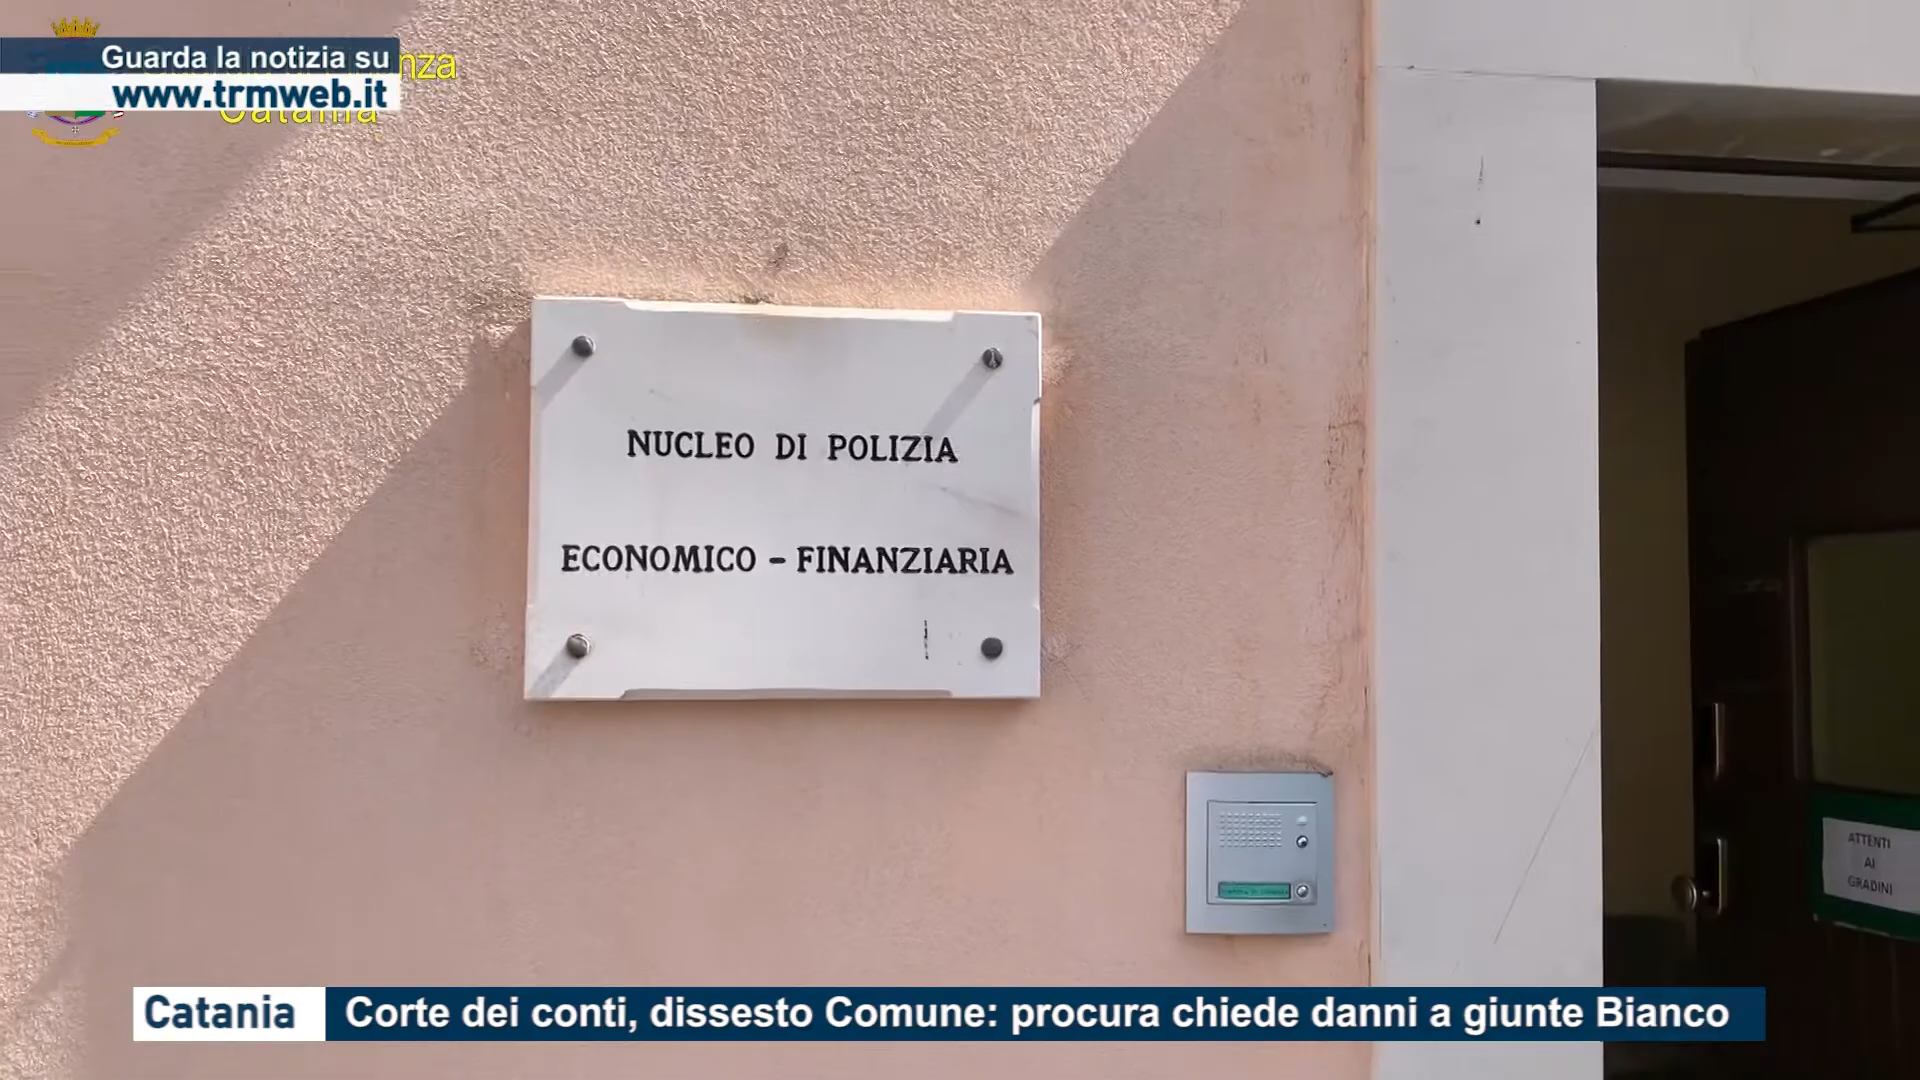 Guarda la notizia su
www.trmweb.it
Catania
NUCLEO DI POLIZIA
ECONOMICO - FINANZIARIA
ATTENTI
AI
GRADINI
Catania
Corte dei conti, dissesto Comune: procura chiede danni a giunte Bianco